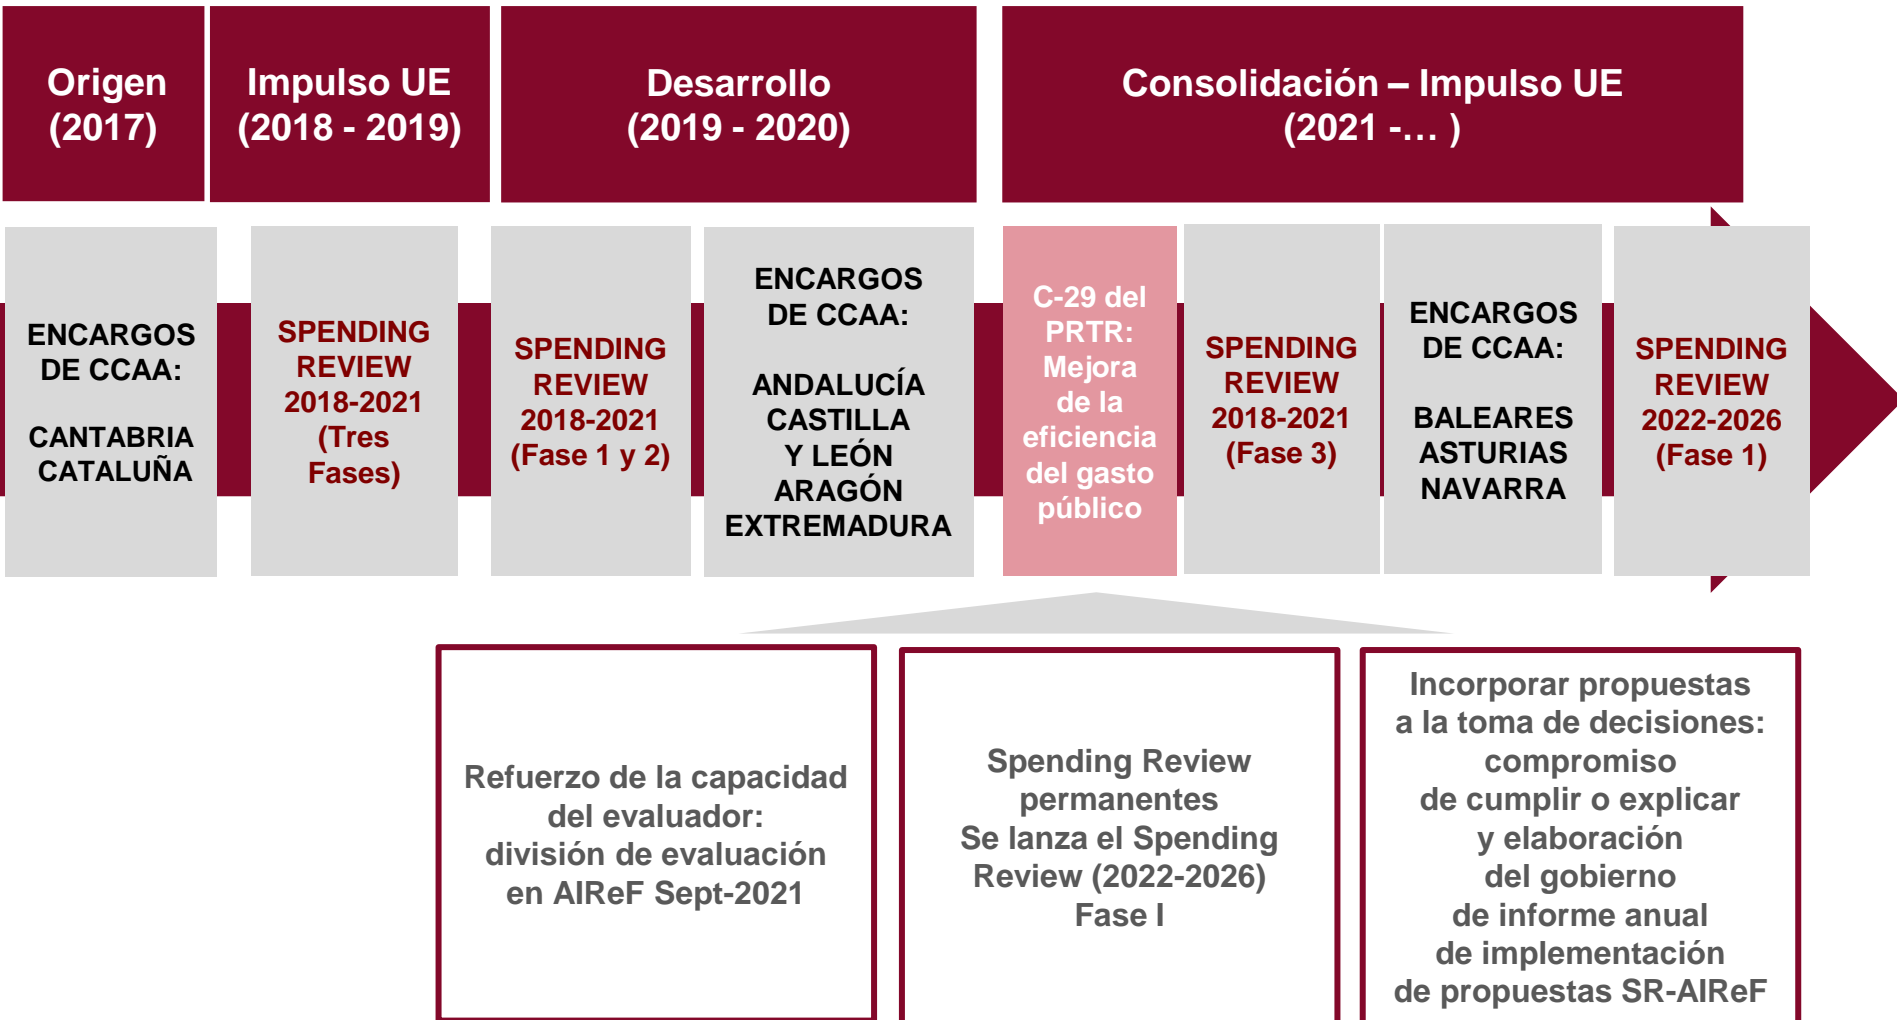 Origen
(2017)
Impulso UE
(2018 - 2019)
Desarrollo
(2019 - 2020)
Consolidación – Impulso UE
(2021 -… )
ENCARGOS
DE CCAA:
CANTABRIA
CATALUÑA
SPENDING
REVIEW
2018-2021
(Tres
Fases)
SPENDING
REVIEW
2018-2021
(Fase 1 y 2)
ENCARGOS
DE CCAA:
ANDALUCÍA
CASTILLA
Y LEÓN
ARAGÓN
EXTREMADURA
C-29 del
PRTR:
Mejora
de la
eficiencia
del gasto
público
SPENDING
REVIEW
2018-2021
(Fase 3)
ENCARGOS
DE CCAA:
BALEARES
ASTURIAS
NAVARRA
SPENDING
REVIEW
2022-2026
(Fase 1)
Refuerzo de la capacidad
del evaluador:
división de evaluación
en AIReF Sept-2021
Spending Review
permanentes
Se lanza el Spending
Review (2022-2026)
Fase I
Incorporar propuestas
a la toma de decisiones:
compromiso
de cumplir o explicar
y elaboración
del gobierno
de informe anual
de implementación
de propuestas SR-AIReF